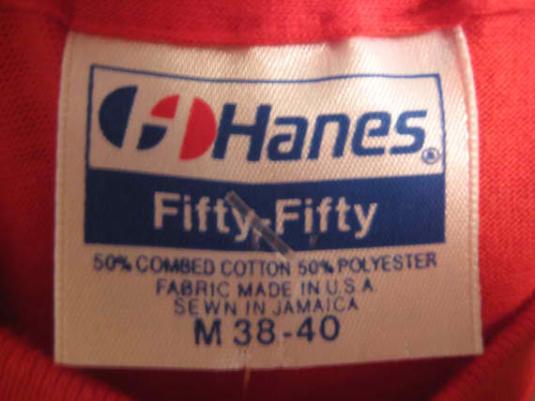 Hanes®
Fifty-Fifty
50% COMBED COTTON 50% POLYESTER
FABRIC MADE IN U.S.A.
SEWN IN JAMAICA
M 38-40